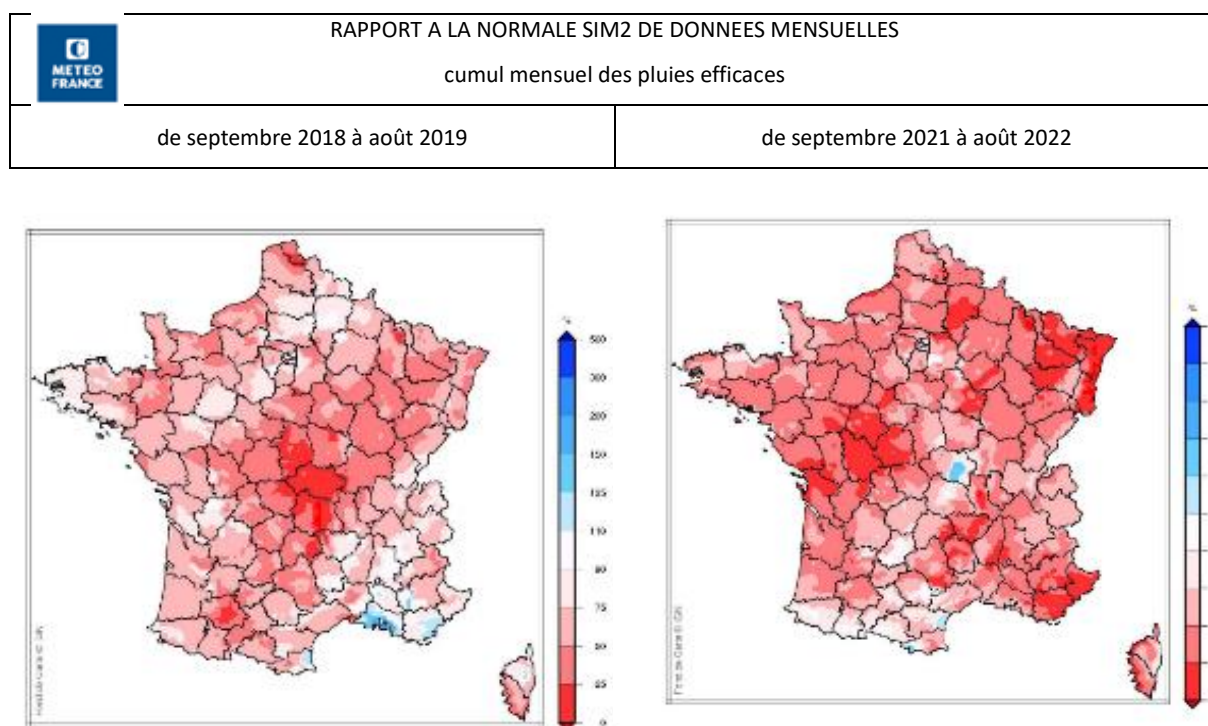 METEO
FRANCE
RAPPORT A LA NORMALE SIM2 DE DONNEES MENSUELLES
cumul mensuel des pluies efficaces
de septembre 2018 à août 2019
de septembre 2021 à août 2022
%
500
300
200
150
125
110
90
75
50
25
0
%